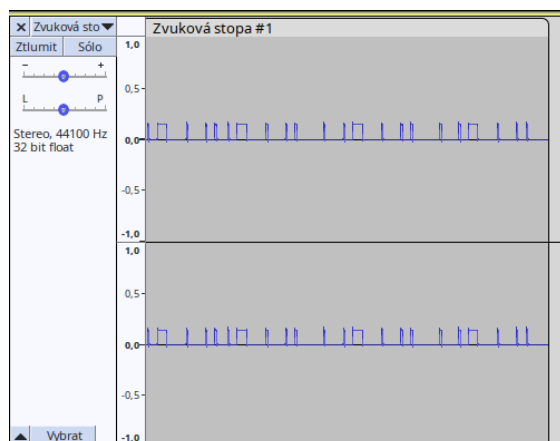 × Zvuková sto▼ Zvuková stopa #1
Ztlumit Sólo
- +
L P
Stereo, 44100 Hz
32 bit float
1,0
0,5
0,0
-0,5
-1,0
1,0
0,5
0,0
-0,5
-1,0
▲ Vybrat